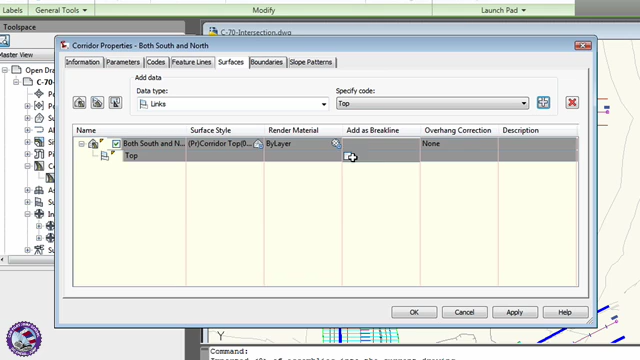 Labels General Tools Modify Launch Pad
Toolspace
C-70-Intersection.dwg
Master View
Open Dra
C-70-
Corridor Properties - Both South and North
Information Parameters Codes Feature Lines Surfaces Boundaries Slope Patterns
Add data
Data type: Specify code:
Links Top
Name Surface Style Render Material Add as Breakline Overhang Correction Description
Both South and N... (Pr)Corridor Top(0... ByLayer None
Top
OK Cancel Apply Help
Y
Command: